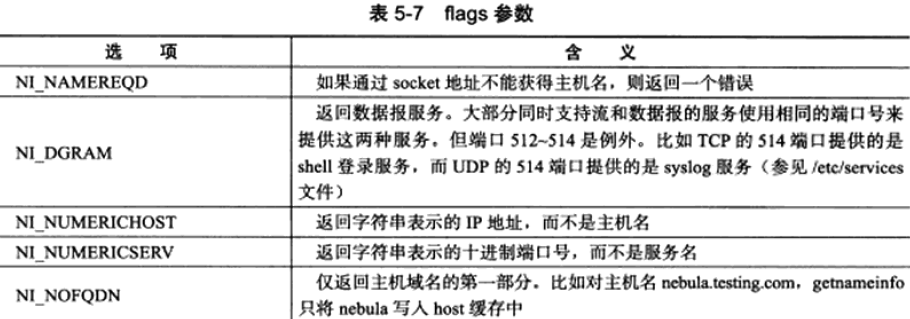 表 5-7 flags 参数
选 项 含 义
NI_NAMEREQD 如果通过 socket 地址不能获得主机名，则返回一个错误
NI_DGRAM 返回数据报服务。大部分同时支持流和数据报的服务使用相同的端口号来
提供这两种服务。但端口 512~514 是例外。比如 TCP 的 514 端口提供的是
shell 登录服务，而 UDP 的 514 端口提供的是 syslog 服务（参见 /etc/services
文件）
NI_NUMERICHOST 返回字符串表示的 IP 地址，而不是主机名
NI_NUMERICSERV 返回字符串表示的十进制端口号，而不是服务名
NI_NOFQDN 仅返回主机域名的第一部分。比如对主机名 nebula.testing.com，getnameinfo
只将 nebula 写入 host 缓存中